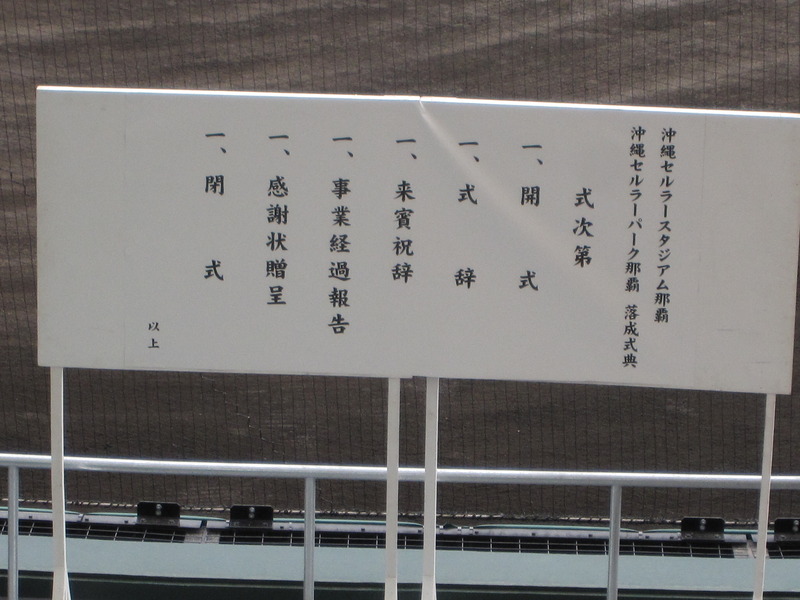 沖縄セルラースタジアム那覇
沖縄セルラーパーク那覇 落成式典
式次第
一、開式
一、式辞
一、来賓祝辞
一、事業経過報告
一、感謝状贈呈
一、閉式
以上